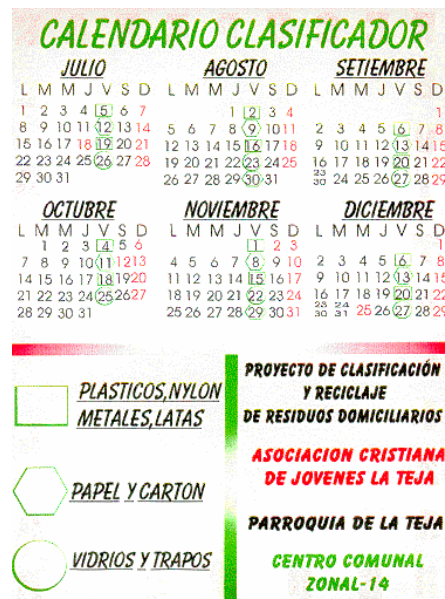 CALENDARIO CLASIFICADOR
JULIO
L M M J V S D
1 2 3 4 5 6 7
8 9 10 11 12 13 14
15 16 17 18 19 20 21
22 23 24 25 26 27 28
29 30 31
AGOSTO
L M M J V S D
1 2 3 4
5 6 7 8 9 10 11
12 13 14 15 16 17 18
19 20 21 22 23 24 25
26 27 28 29 30 31
SETIEMBRE
L M M J V S D
1
2 3 4 5 6 7 8
9 10 11 12 13 14 15
16 17 18 19 20 21 22
23 30 24 25 26 27 28 29
OCTUBRE
L M M J V S D
1 2 3 4 5 6
7 8 9 10 11 12 13
14 15 16 17 18 19 20
21 22 23 24 25 26 27
28 29 30 31
NOVIEMBRE
L M M J V S D
1 2 3
4 5 6 7 8 9 10
11 12 13 14 15 16 17
18 19 20 21 22 23 24
25 26 27 28 29 30 31
DICIEMBRE
L M M J V S D
1
2 3 4 5 6 7 8
9 10 11 12 13 14 15
16 17 18 19 20 21 22
23 30 24 31 25 26 27 28 29
PLASTICOS,NYLON
METALES,LATAS
PAPEL Y CARTON
VIDRIOS Y TRAPOS
PROYECTO DE CLASIFICACIÓN
Y RECICLAJE
DE RESIDUOS DOMICILIARIOS
ASOCIACION CRISTIANA
DE JOVENES LA TEJA
PARROQUIA DE LA TEJA
CENTRO COMUNAL
ZONAL-14